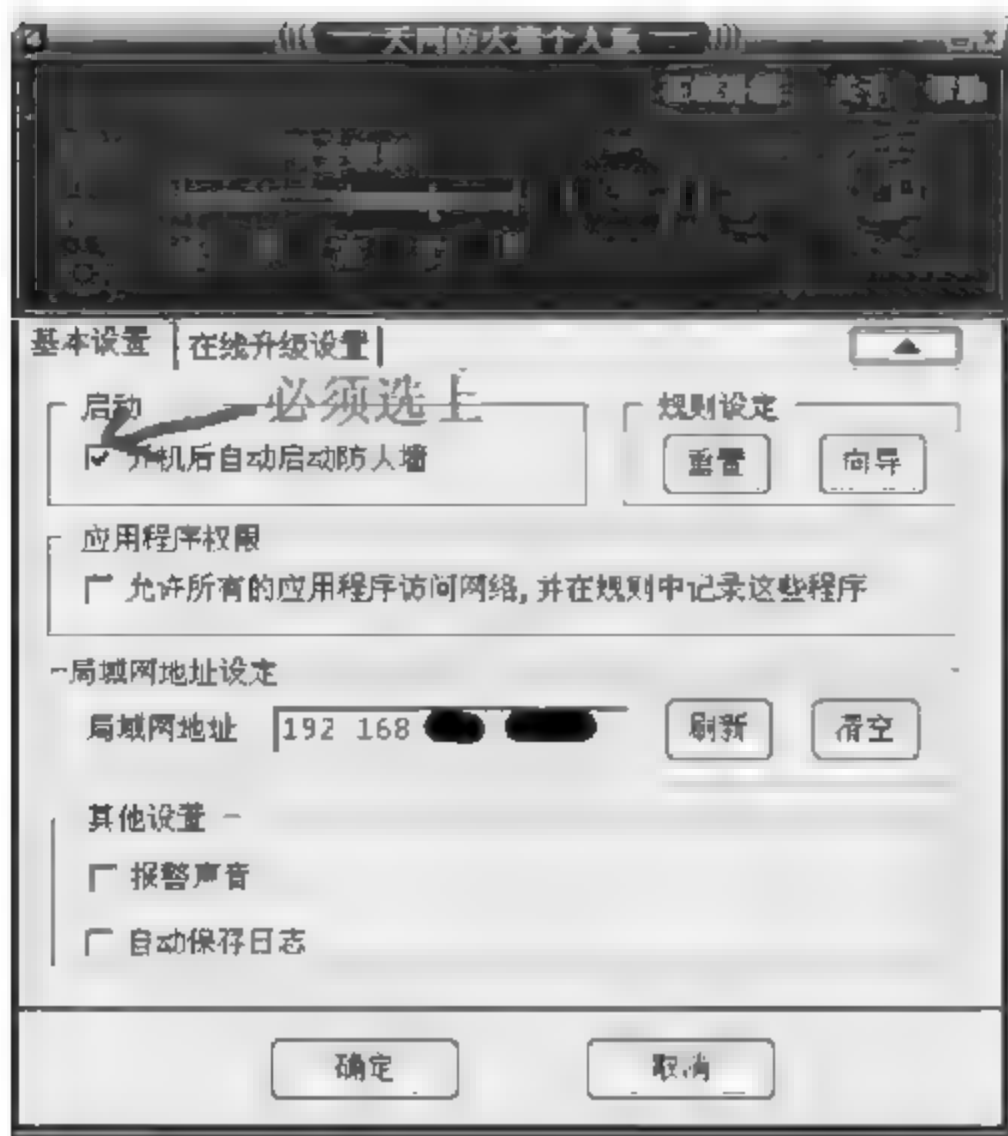 天网防火墙个人版
基本设置 在线升级设置
必须选上
启动 规则设定
开机后自动启动防火墙 重置 向导
应用程序权限
允许所有的应用程序访问网络,并在规则中记录这些程序
局域网地址设定
局域网地址 192 168 刷新 清空
其他设置
报警声音
自动保存日志
确定 取消